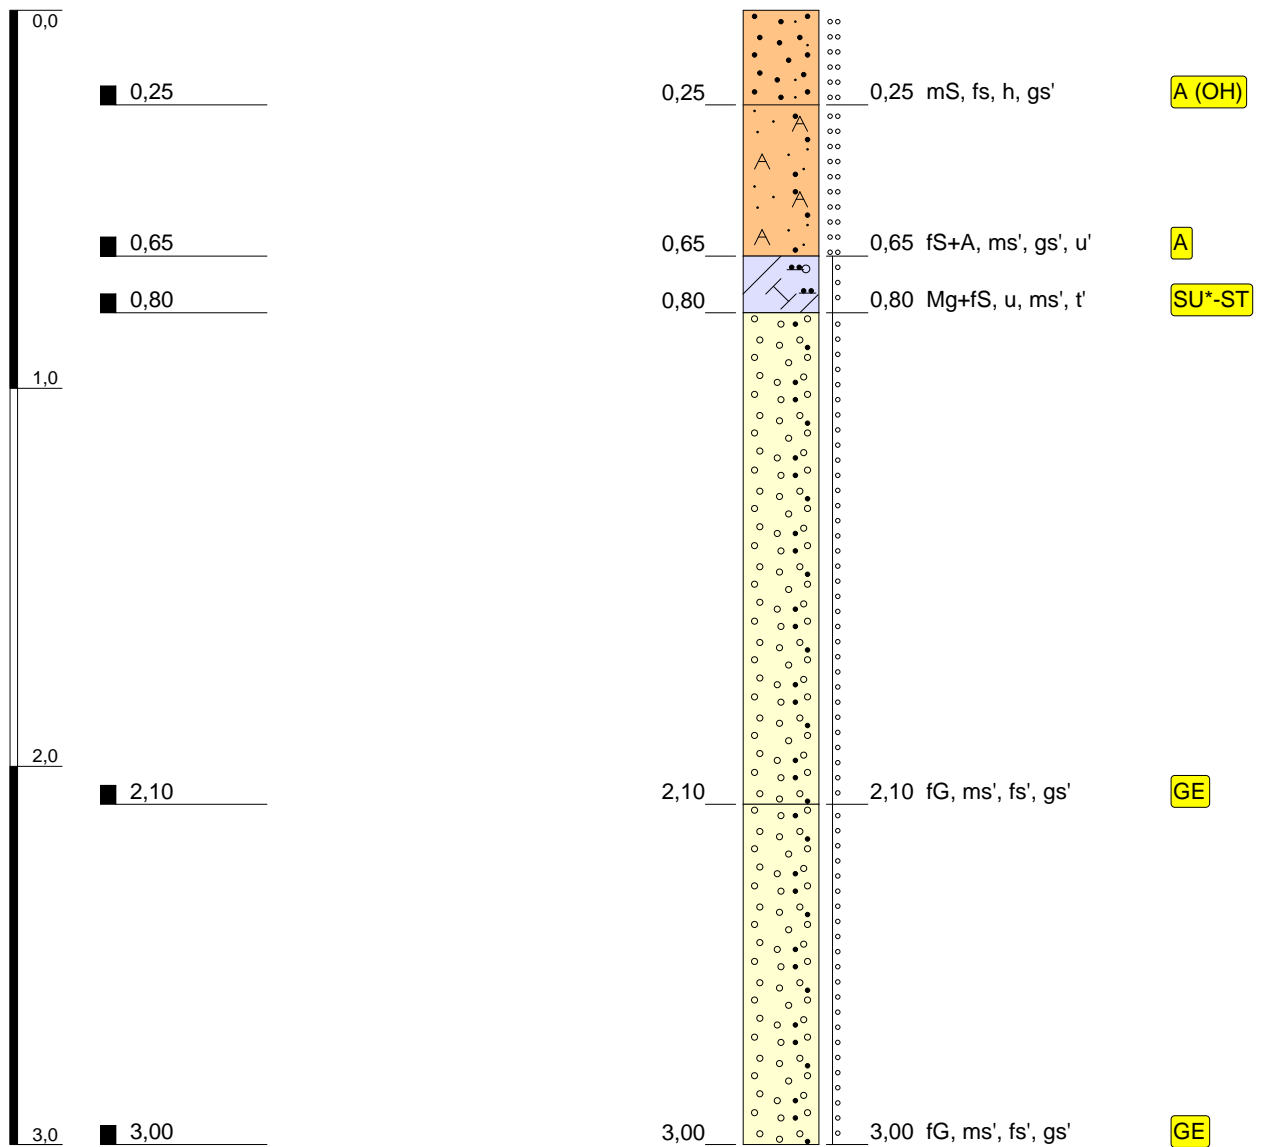 0,0
0,25 0,25 0,25 mS, fs, h, gs' A (OH)
A
A
A
0,65 0,65 0,65 fS+A, ms', gs', u' A
A
0,80 0,80 0,80 Mg+fS, u, ms', t' SU*-ST
1,0
2,0
2,10 2,10 2,10 fG, ms', fs', gs' GE
3,0 3,00 3,00 3,00 fG, ms', fs', gs' GE